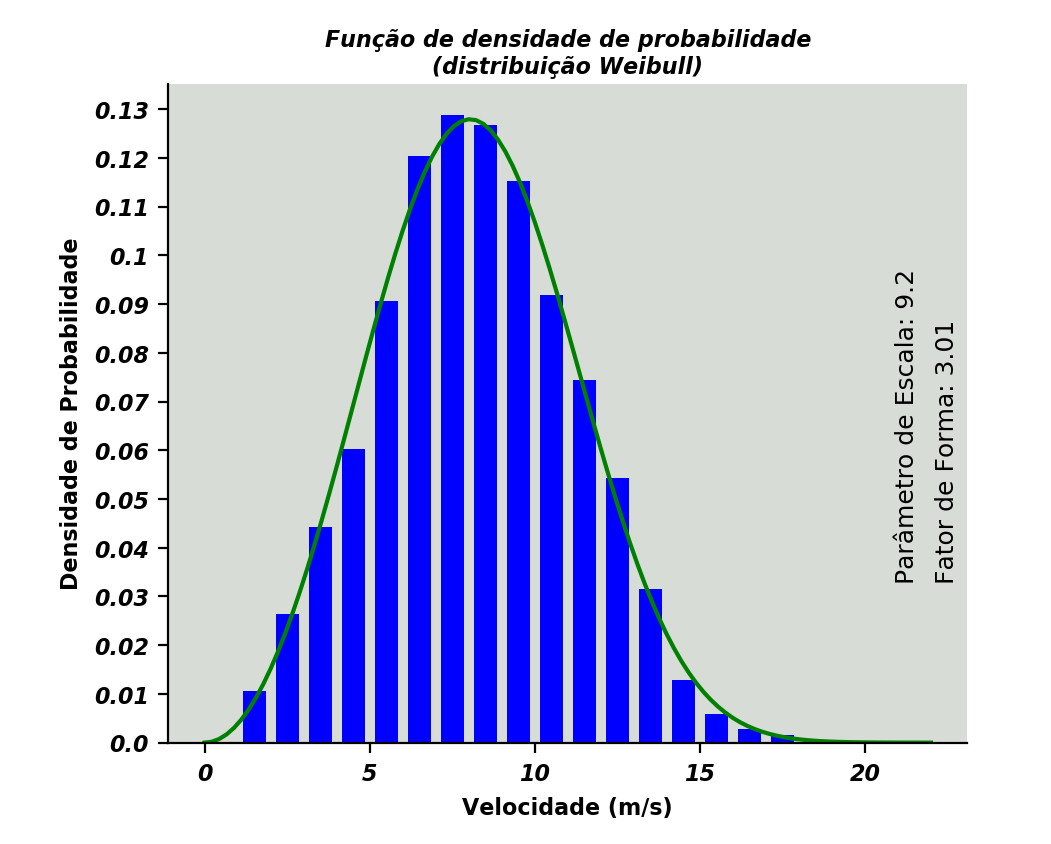 Função de densidade de probabilidade
(distribuição Weibull)
Densidade de Probabilidade
0.13
0.12
0.11
0.1
0.09
0.08
0.07
0.06
0.05
0.04
0.03
0.02
0.01
0.0
Parâmetro de Escala: 9.2
Fator de Forma: 3.01
0 5 10 15 20
Velocidade (m/s)